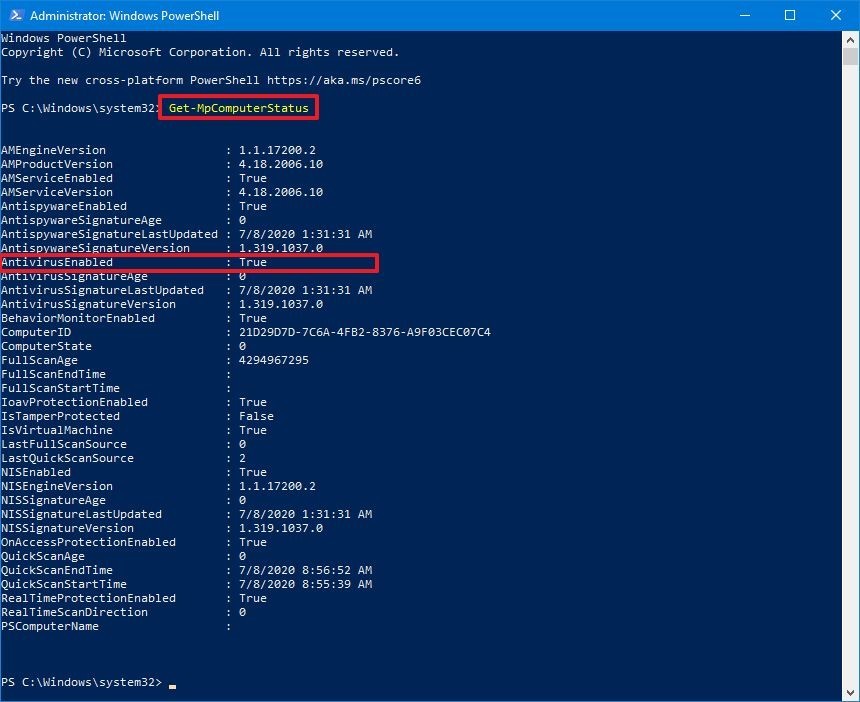 Administrator: Windows PowerShell
Windows PowerShell
Copyright (C) Microsoft Corporation. All rights reserved.
Try the new cross-platform PowerShell https://aka.ms/pscore6
PS C:\Windows\system32> Get-MpComputerStatus
AMEngineVersion : 1.1.17200.2
AMProductVersion : 4.18.2006.10
AMServiceEnabled : True
AMServiceVersion : 4.18.2006.10
AntispywareEnabled : True
AntispywareSignatureAge : 0
AntispywareSignatureLastUpdated : 7/8/2020 1:31:31 AM
AntispywareSignatureVersion : 1.319.1037.0
AntivirusEnabled : True
AntivirusSignatureAge : 0
AntivirusSignatureLastUpdated : 7/8/2020 1:31:31 AM
AntivirusSignatureVersion : 1.319.1037.0
BehaviorMonitorEnabled : True
ComputerID : 21D29D7D-7C6A-4FB2-8376-A9F03CEC07C4
ComputerState : 0
FullScanAge : 4294967295
FullScanEndTime :
FullScanStartTime :
IoavProtectionEnabled : True
IsTamperProtected : False
IsVirtualMachine : True
LastFullScanSource : 0
LastQuickScanSource : 2
NISEnabled : True
NISEngineVersion : 1.1.17200.2
NISSignatureAge : 0
NISSignatureLastUpdated : 7/8/2020 1:31:31 AM
NISSignatureVersion : 1.319.1037.0
OnAccessProtectionEnabled : True
QuickScanAge : 0
QuickScanEndTime : 7/8/2020 8:56:52 AM
QuickScanStartTime : 7/8/2020 8:55:39 AM
RealTimeProtectionEnabled : True
RealTimeScanDirection : 0
PSComputerName :
PS C:\Windows\system32> _